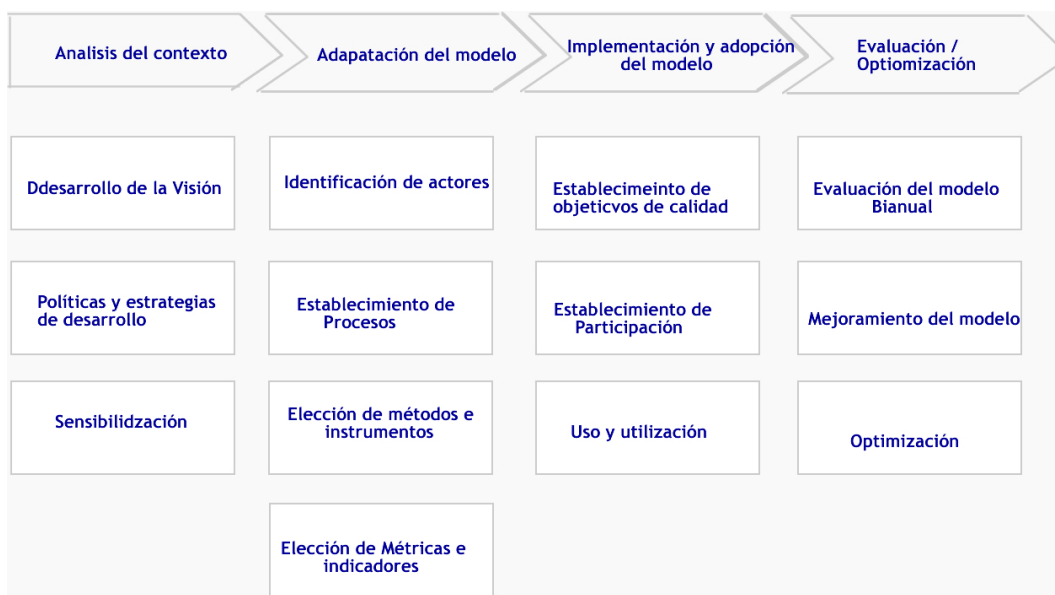 Analisis del contexto
Adapatación del modelo
Implementación y adopción
del modelo
Evaluación /
Optiomización
Ddesarrollo de la Visión
Identificación de actores
Establecimeinto de
objeticvos de calidad
Evaluación del modelo
Bianual
Políticas y estrategias
de desarrollo
Establecimiento de
Procesos
Establecimiento de
Participación
Mejoramiento del modelo
Sensibilidzación
Elección de métodos e
instrumentos
Uso y utilización
Optimización
Elección de Métricas e
indicadores